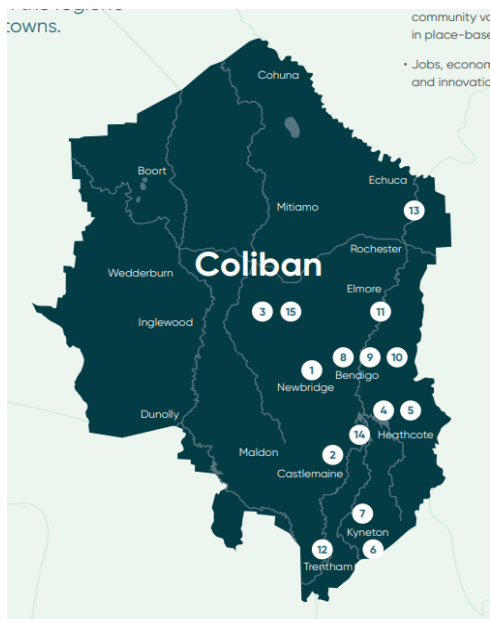 the regions
towns.
community
in place-base
• Jobs, econom
and innovatio
Cohuna
Boort
Echuca
Mitiamo
13
Rochester
Coliban
Wedderburn
Elmore
3 15
11
Inglewood
8 9 10
1
Bendigo
Newbridge
4 5
Dunolly
14
Heathcote
Maldon
2
Castlemaine
7
Kyneton
12
6
Trentham